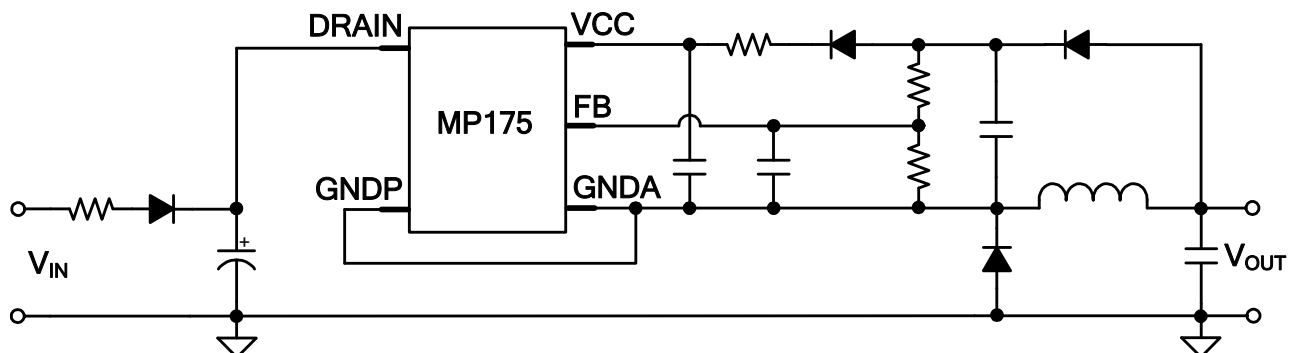 DRAIN
VCC
MP175
FB
GNDP
GNDA
VIN
+
VOUT